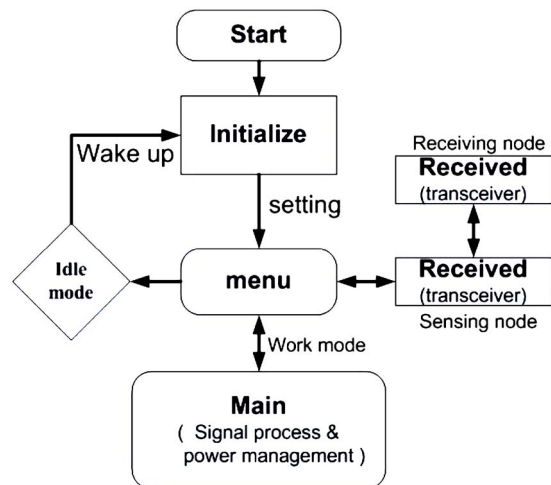 Start
Initialize
Wake up
setting
Receiving node
Received
(transceiver)
Idle
mode
menu
Received
(transceiver)
Sensing node
Work mode
Main
( Signal process &
power management )